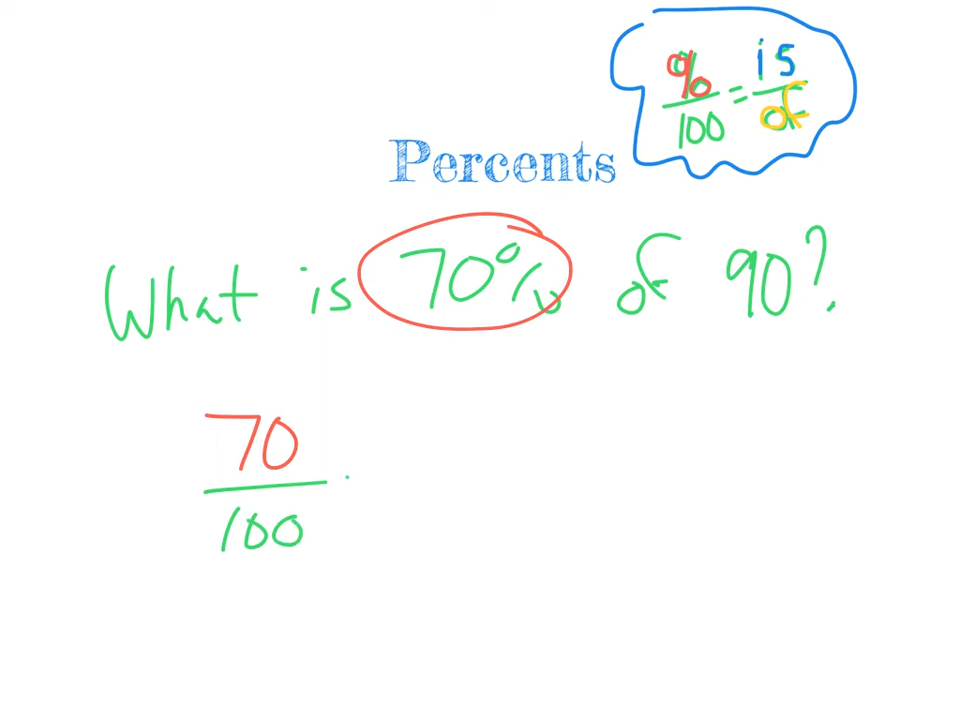 % / 100 = is / of
Percents
What is 70% of 90?
70
100